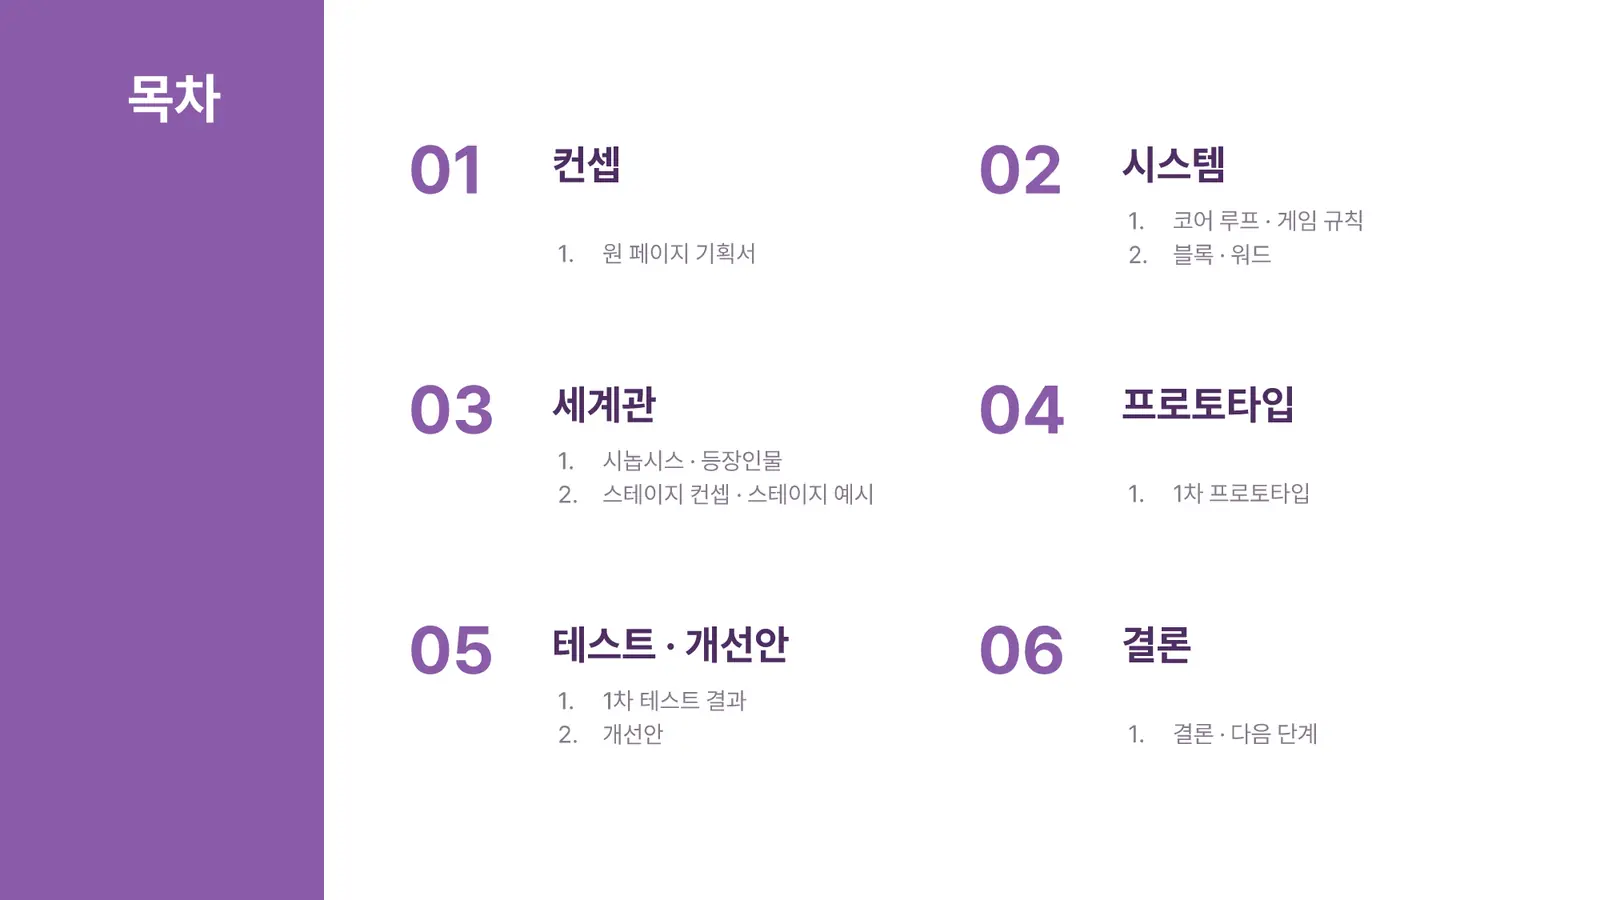 목차
01
컨셉
1. 원 페이지 기획서
02
시스템
1. 코어 루프 · 게임 규칙
2. 블록 · 워드
03
세계관
1. 시놉시스 · 등장인물
2. 스테이지 컨셉 · 스테이지 예시
04
프로토타입
1. 1차 프로토타입
05
테스트 · 개선안
1. 1차 테스트 결과
2. 개선안
06
결론
1. 결론 · 다음 단계